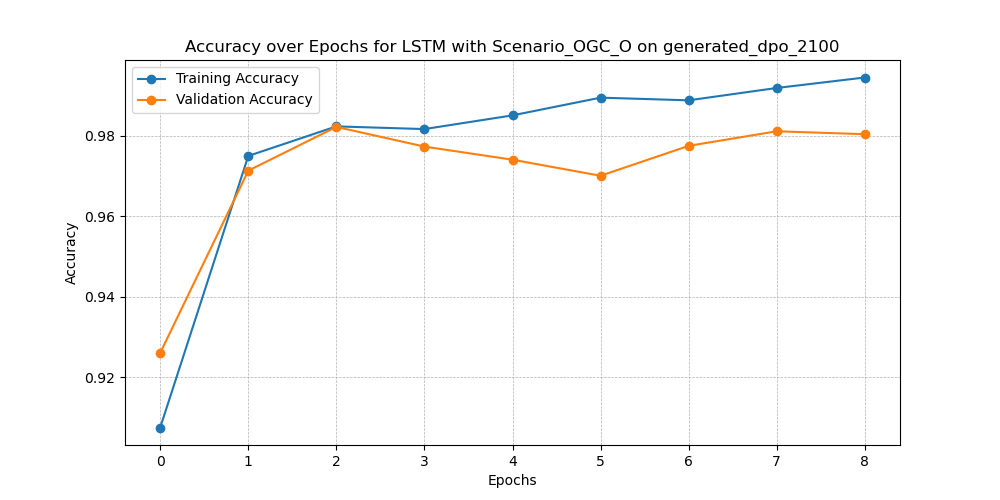 Accuracy over Epochs for LSTM with Scenario_OGC_O on generated_dpo_2100
Training Accuracy
Validation Accuracy
Accuracy
0.98
0.96
0.94
0.92
0 1 2 3 4 5 6 7 8
Epochs